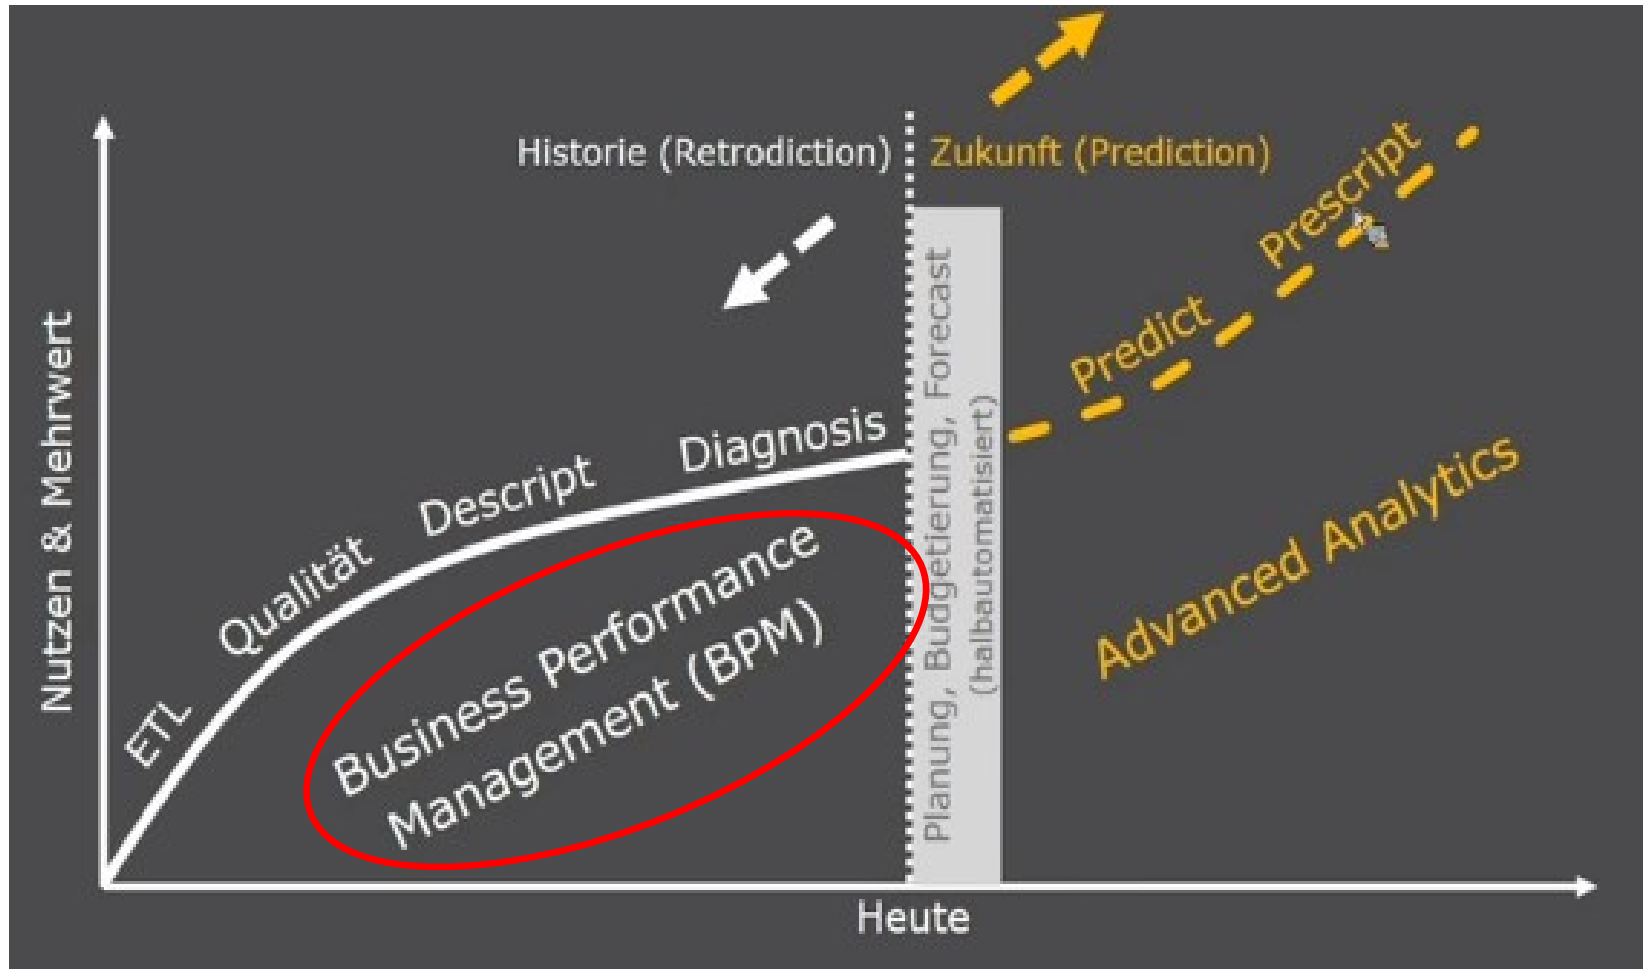 Historie (Retrodiction)
Zukunft (Prediction)
Nutzen & Mehrwert
ETL
Qualität
Descript
Diagnosis
Predict
Prescript
Business Performance
Management (BPM)
Planung, Budgetierung, Forecast
(halbautomatisiert)
Advanced Analytics
Heute